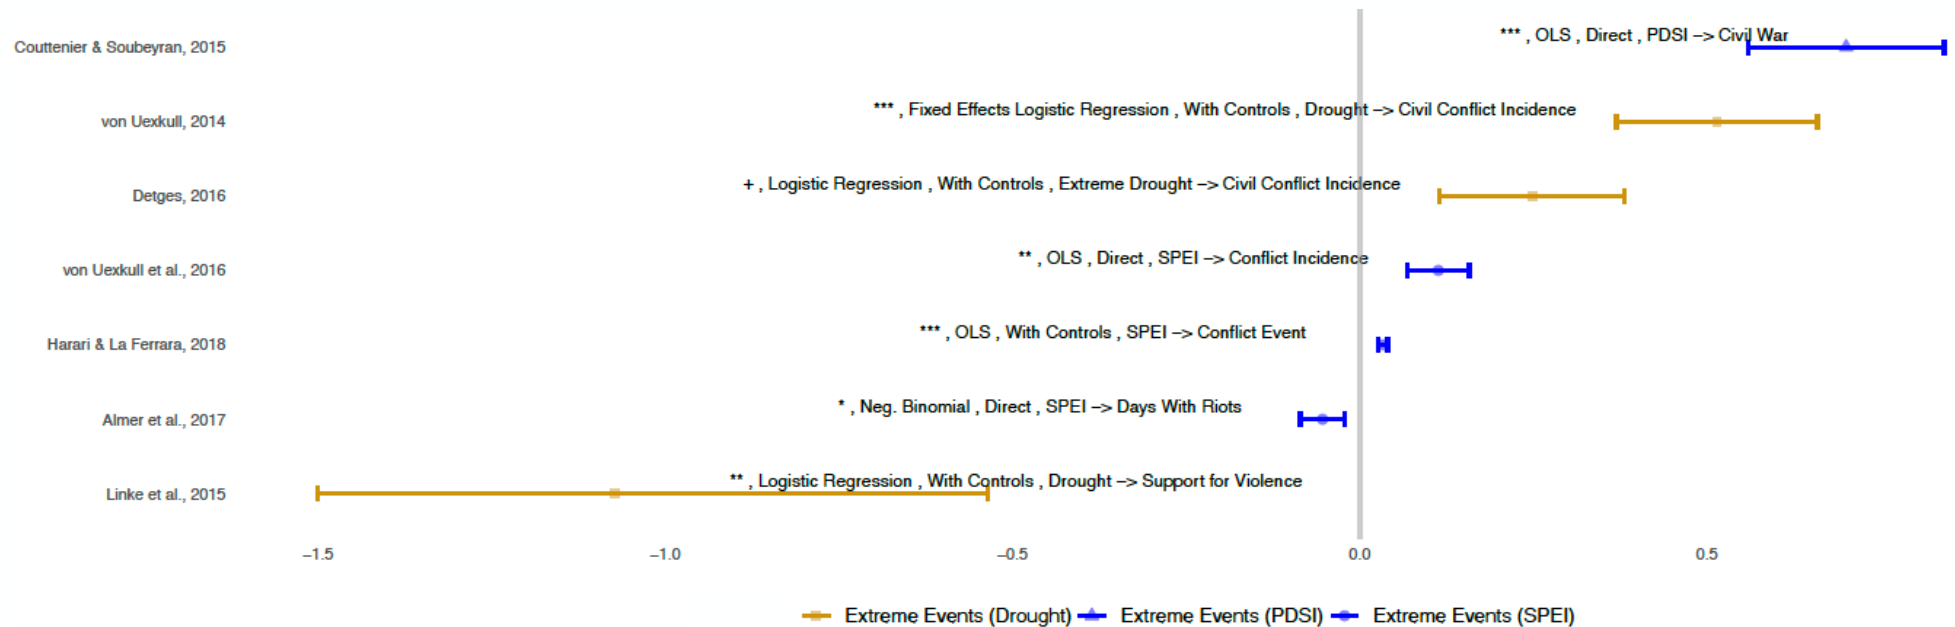 *** , OLS , Direct , PDSI –> Civil War
Couttenier & Soubeyran, 2015
*** , Fixed Effects Logistic Regression , With Controls , Drought –> Civil Conflict Incidence
von Uexkull, 2014
+ , Logistic Regression , With Controls , Extreme Drought –> Civil Conflict Incidence
Detges, 2016
** , OLS , Direct , SPEI –> Conflict Incidence
von Uexkull et al., 2016
*** , OLS , With Controls , SPEI –> Conflict Event
Harari & La Ferrara, 2018
* , Neg. Binomial , Direct , SPEI –> Days With Riots
Almer et al., 2017
** , Logistic Regression , With Controls , Drought –> Support for Violence
Linke et al., 2015
–1.5 –1.0 –0.5 0.0 0.5
Extreme Events (Drought) Extreme Events (PDSI) Extreme Events (SPEI)